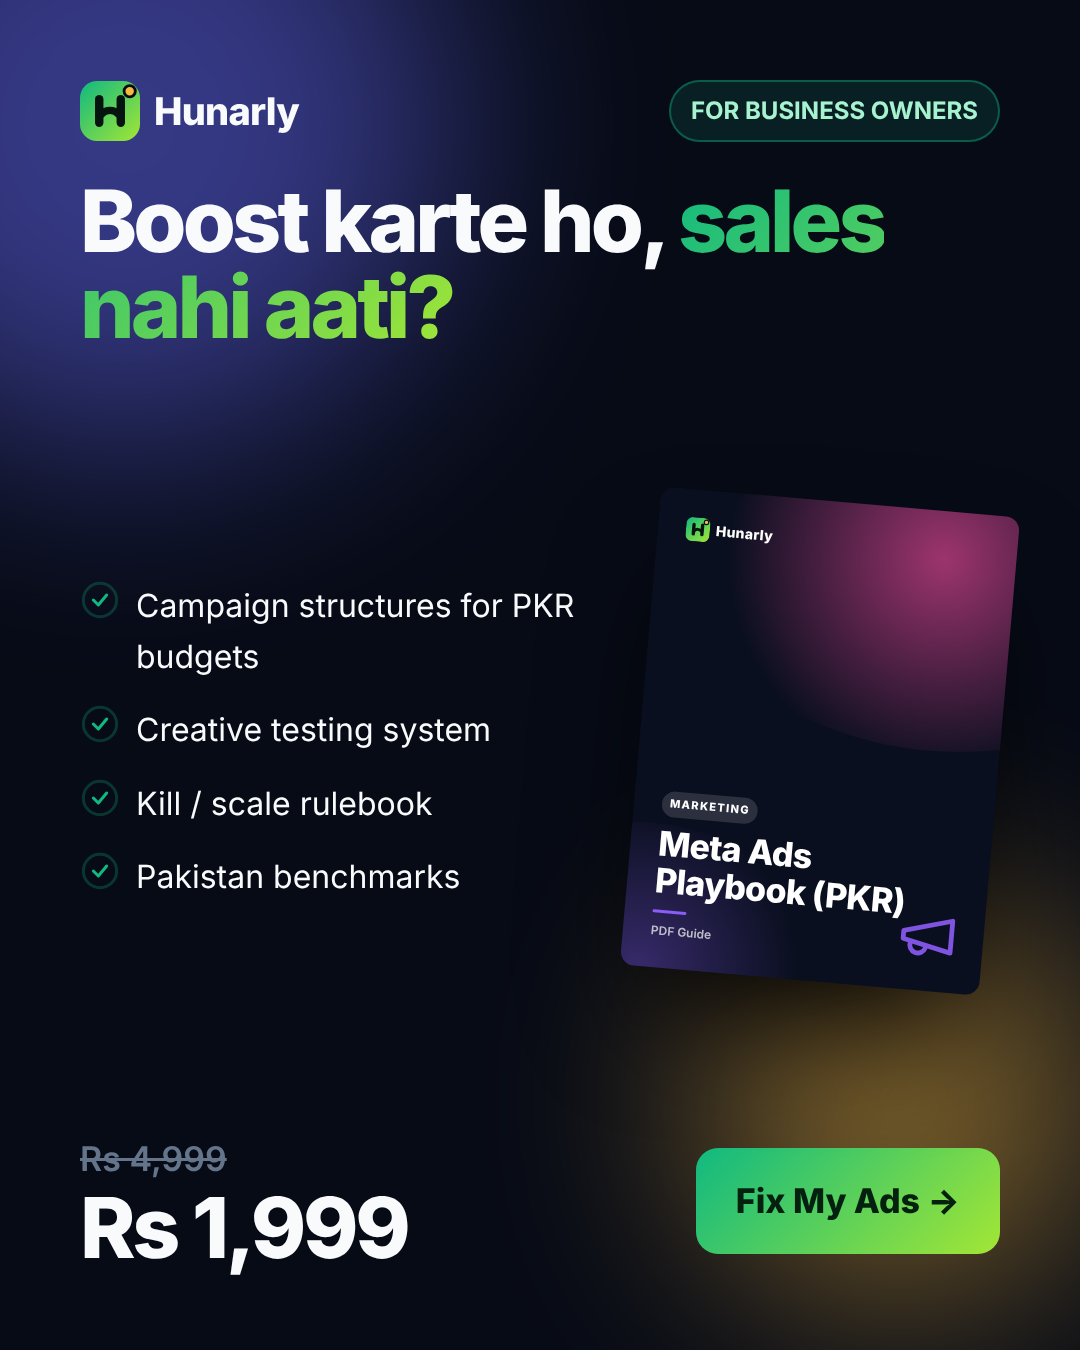 Hunarly
FOR BUSINESS OWNERS
Boost karte ho, sales
nahi aati?
Campaign structures for PKR
budgets
Creative testing system
Kill / scale rulebook
Pakistan benchmarks
Hunarly
MARKETING
Meta Ads
Playbook (PKR)
PDF Guide
Rs 4,999
Rs 1,999
Fix My Ads →